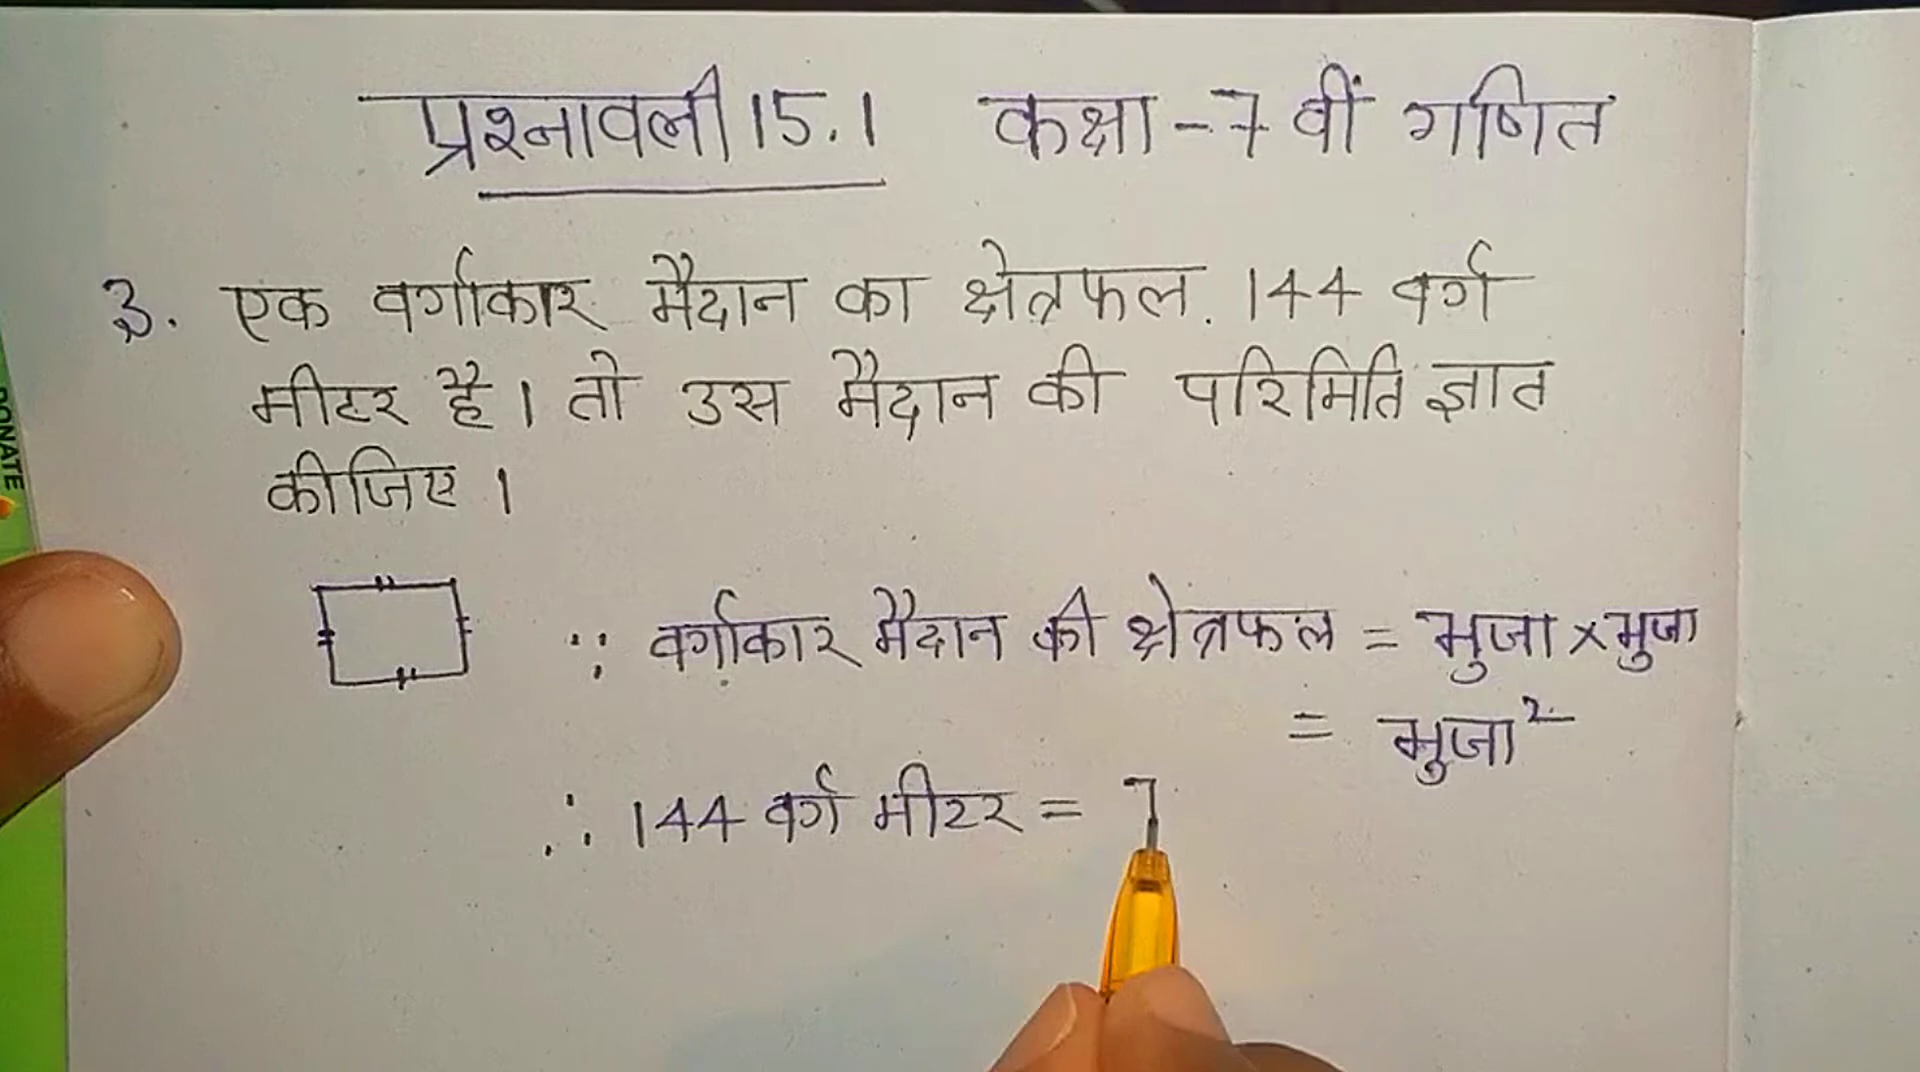 प्रश्नावली 15.1 कक्षा - 7 वीं गणित
3. एक वर्गाकार मैदान का क्षेत्रफल. 144 वर्ग
मीटर है। तो उस मैदान की परिमिति ज्ञात
कीजिए।
∵ वर्गाकार मैदान की क्षेत्रफल = भुजा × भुजा
= भुजा²
∴ 144 वर्ग मीटर =
DONATE